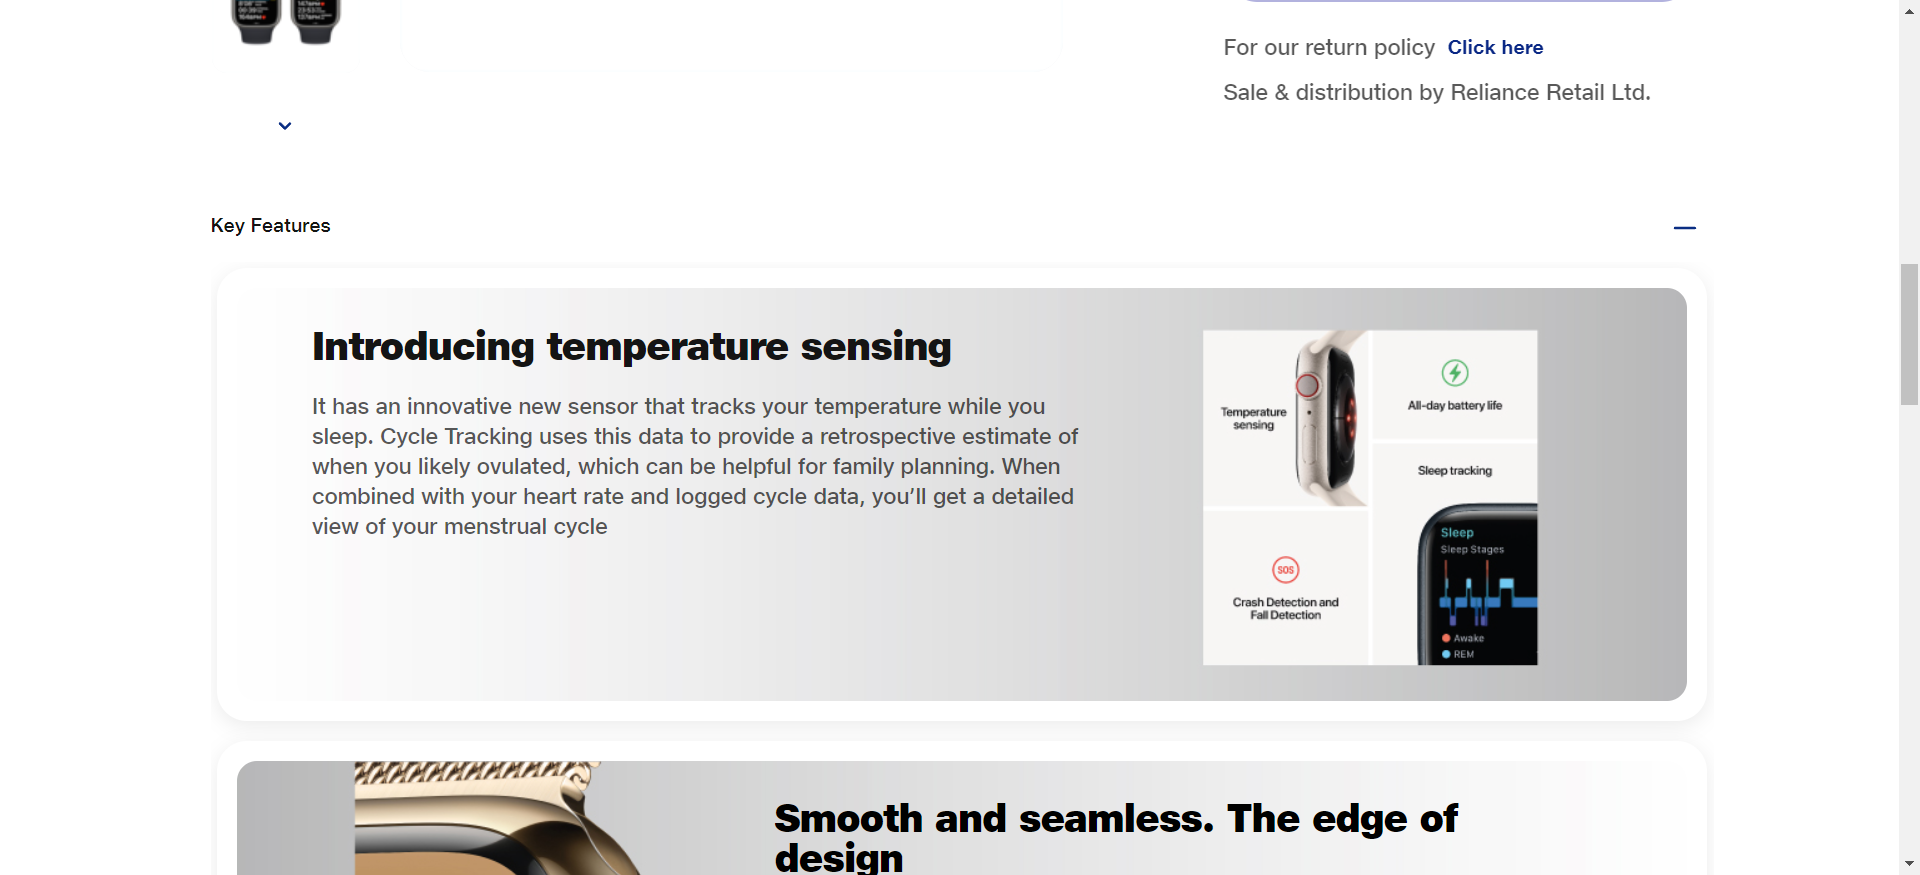 For our return policy Click here
Sale & distribution by Reliance Retail Ltd.
Key Features
Introducing temperature sensing
It has an innovative new sensor that tracks your temperature while you
sleep. Cycle Tracking uses this data to provide a retrospective estimate of
when you likely ovulated, which can be helpful for family planning. When
combined with your heart rate and logged cycle data, you’ll get a detailed
view of your menstrual cycle
Temperature
sensing
All-day battery life
Sleep tracking
Sleep
Sleep Stages
Awake
REM
SOS
Crash Detection and
Fall Detection
Smooth and seamless. The edge of
design